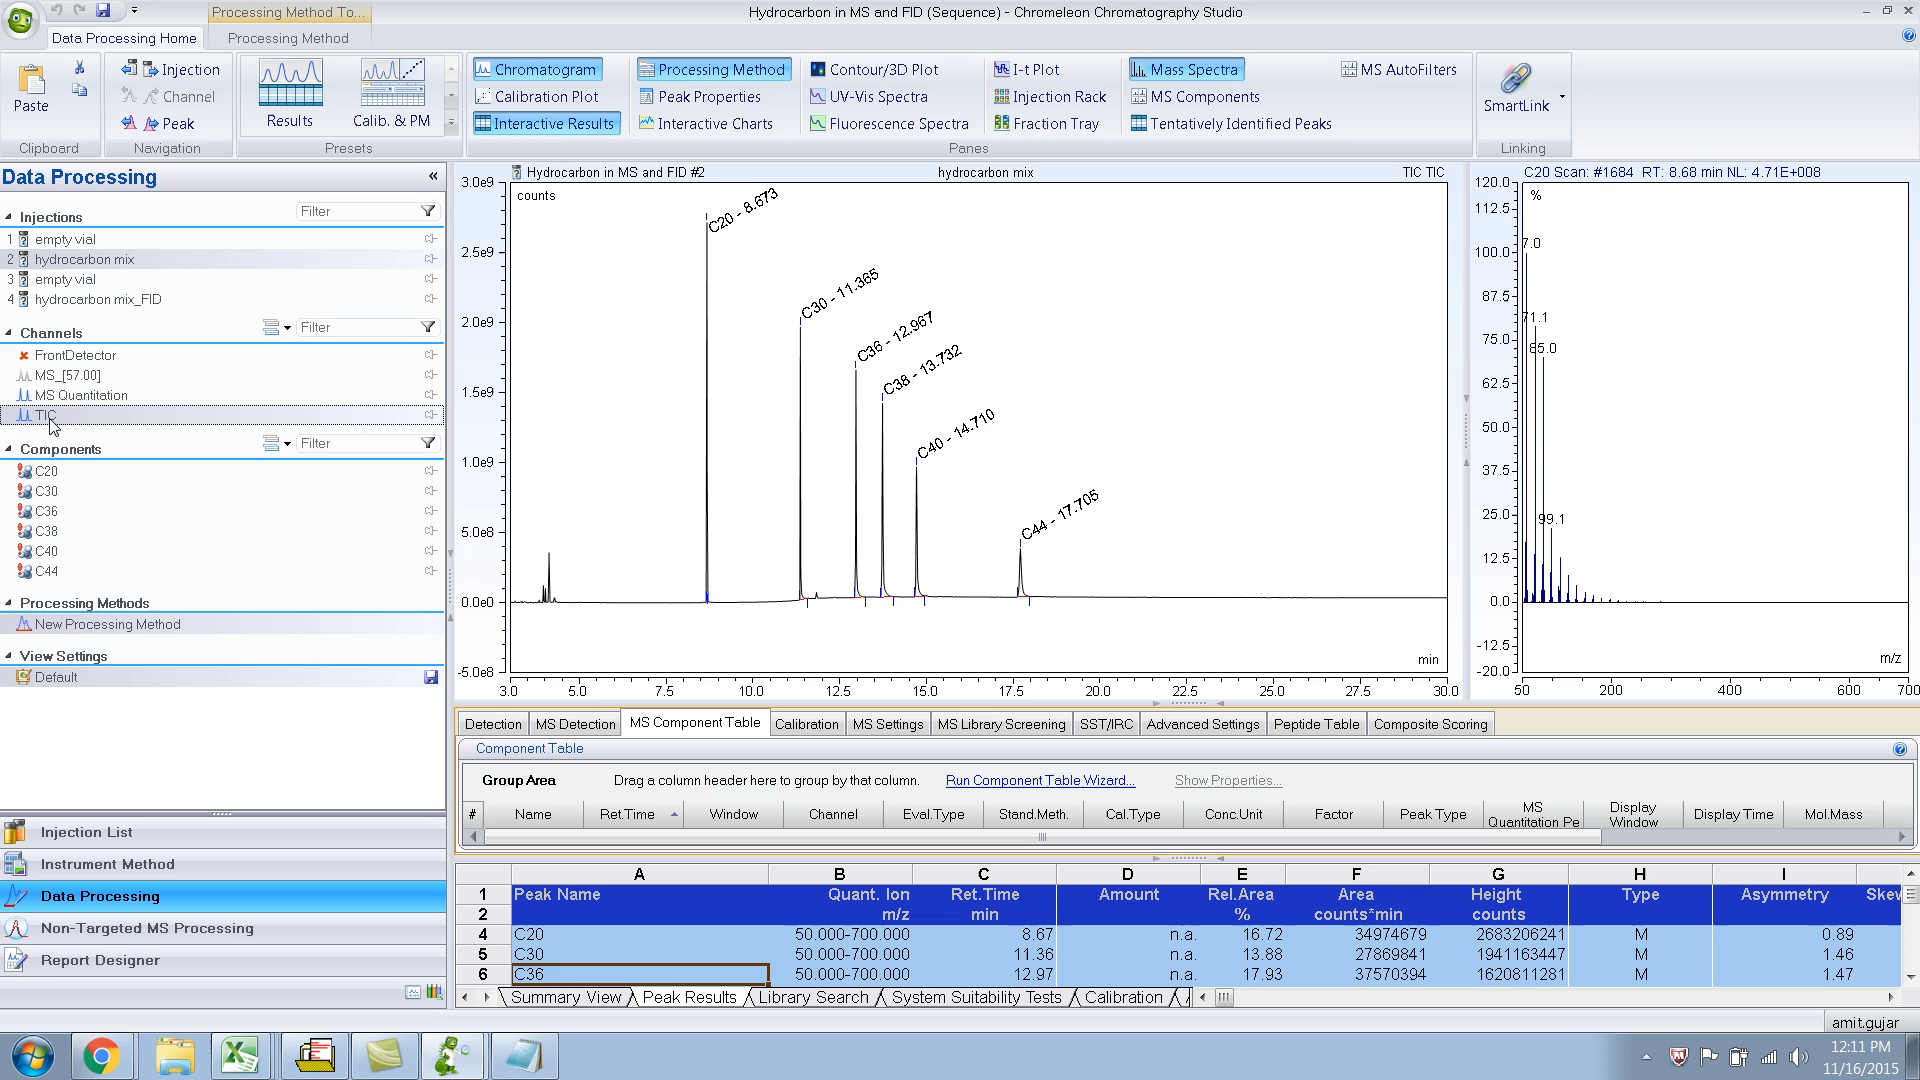 Processing Method To...
Hydrocarbon in MS and FID (Sequence) - Chromeleon Chromatography Studio
Data Processing Home
Processing Method
Paste
Clipboard
Injection
Channel
Peak
Navigation
Results
Calib. & PM
Presets
Chromatogram
Calibration Plot
Interactive Results
Processing Method
Peak Properties
Interactive Charts
Contour/3D Plot
UV-Vis Spectra
Fluorescence Spectra
I-t Plot
Injection Rack
Fraction Tray
Mass Spectra
MS Components
Tentatively Identified Peaks
MS AutoFilters
Panes
SmartLink
Linking
Data Processing
Injections
Filter
1 empty vial
2 hydrocarbon mix
3 empty vial
4 hydrocarbon mix_FID
Channels
Filter
FrontDetector
MS_[57.00]
MS Quantitation
TIC
Components
Filter
C20
C30
C36
C38
C40
C44
Processing Methods
New Processing Method
View Settings
Default
Injection List
Instrument Method
Data Processing
Non-Targeted MS Processing
Report Designer
Hydrocarbon in MS and FID #2 hydrocarbon mix TIC TIC
counts
3.0e9
2.5e9
2.0e9
1.5e9
1.0e9
5.0e8
0.0e0
-5.0e8
C20 - 8.673
C30 - 11.365
C36 - 12.967
C38 - 13.732
C40 - 14.710
C44 - 17.705
min
3.0 5.0 7.5 10.0 12.5 15.0 17.5 20.0 22.5 25.0 27.5 30.0
C20 Scan: #1684 RT: 8.68 min NL: 4.71E+008
%
120.0
112.5
100.0
87.5
75.0
62.5
50.0
37.5
25.0
12.5
0.0
-12.5
-20.0
7.0
71.1
85.0
99.1
m/z
50 200 400 600 700
Detection MS Detection MS Component Table Calibration MS Settings MS Library Screening SST/IRC Advanced Settings Peptide Table Composite Scoring
Component Table
Group Area Drag a column header here to group by that column. Run Component Table Wizard... Show Properties...
# Name Ret.Time Window Channel Eval.Type Stand.Meth. Cal.Type Conc.Unit Factor Peak Type MS Quantitation Pe Display Window Display Time Mol.Mass
A B C D E F G H I
1 Peak Name Quant. Ion Ret.Time Amount Rel.Area Area Height Type Asymmetry Skew
2 m/z min % counts*min counts
4 C20 50.000-700.000 8.67 n.a. 16.72 34974679 2683206241 M 0.89
5 C30 50.000-700.000 11.36 n.a. 13.88 27869841 1941163447 M 1.46
6 C36 50.000-700.000 12.97 n.a. 17.93 37570394 1620811281 M 1.47
Summary View Peak Results Library Search System Suitability Tests Calibration
amit.gujar
12:11 PM
11/16/2015